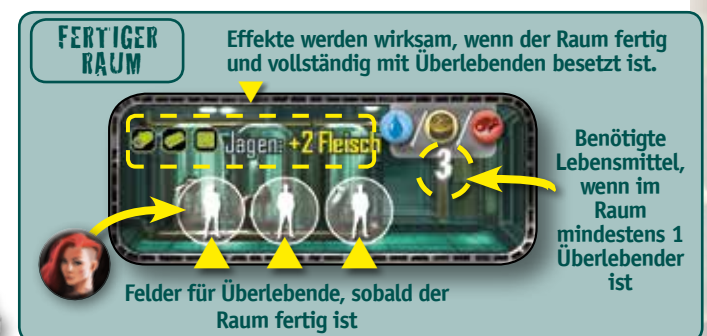 FERTIGER
RAUM
Effekte werden wirksam, wenn der Raum fertig
und vollständig mit Überlebenden besetzt ist.
Jagen: +2 Fleisch
3
Benötigte
Lebensmittel,
wenn im
Raum
mindestens 1
Überlebender
ist
Felder für Überlebende, sobald der
Raum fertig ist